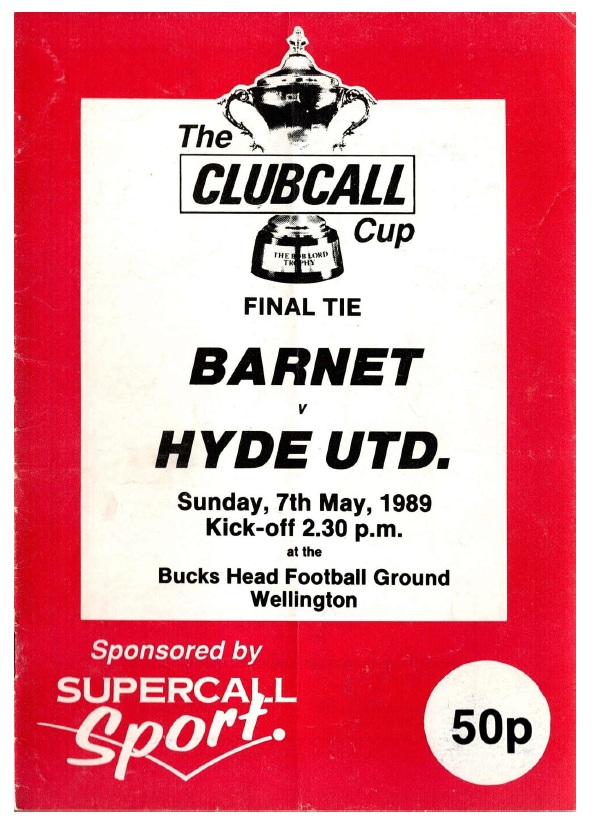 The
CLUBCALL
Cup
THE BOB LORD
TROPHY
FINAL TIE
BARNET
v
HYDE UTD.
Sunday, 7th May, 1989
Kick-off 2.30 p.m.
at the
Bucks Head Football Ground
Wellington
Sponsored by
SUPERCALL
Sport.
50p